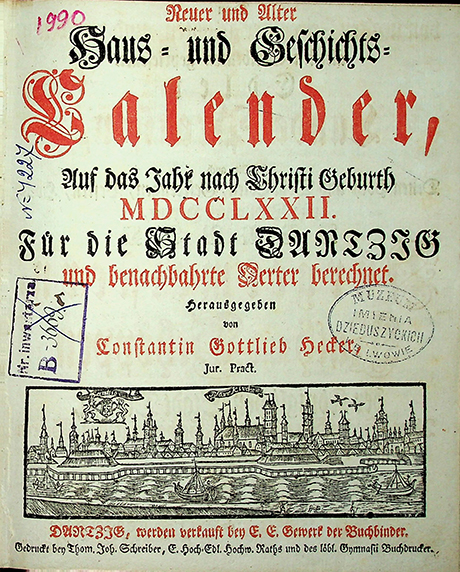 1990
Neuer und Alter
Haus- und Geschichts-
Calender,
Auf das Jahr nach Christi Geburth
MDCCLXXII.
Für die Stadt DANTZIG
und benachbahrte Oerter berechnet.
Herausgegeben
von
Constantin Gottlieb Hecker,
Jur. Pract.
DANTZIG, werden verkauft bey E. E. Gewerk der Buchbinder.
Gedruckt bey Thom. Joh. Schreiber, E. Hoch-Edl. Hochw. Raths und des löbl. Gymnasii Buchdrucker.
Nr. inwentarza
B
MUZEUM
IMIENIA
DZIEDUSZYCKICH
LWOWIE